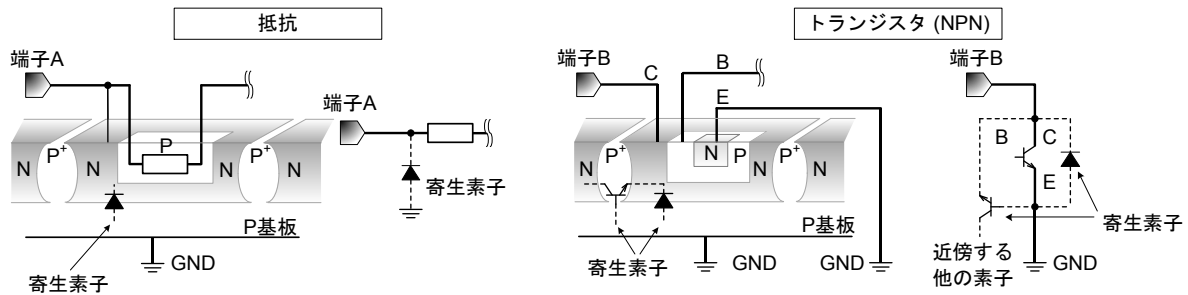 抵抗
端子A
P
N
P+
N
N
P+
N
P基板
GND
寄生素子
端子A
寄生素子
トランジスタ (NPN)
端子B
C
B
E
N
P+
N
N
P
N
P+
N
P基板
寄生素子
GND
GND
端子B
B
C
E
寄生素子
近傍する
他の素子
GND